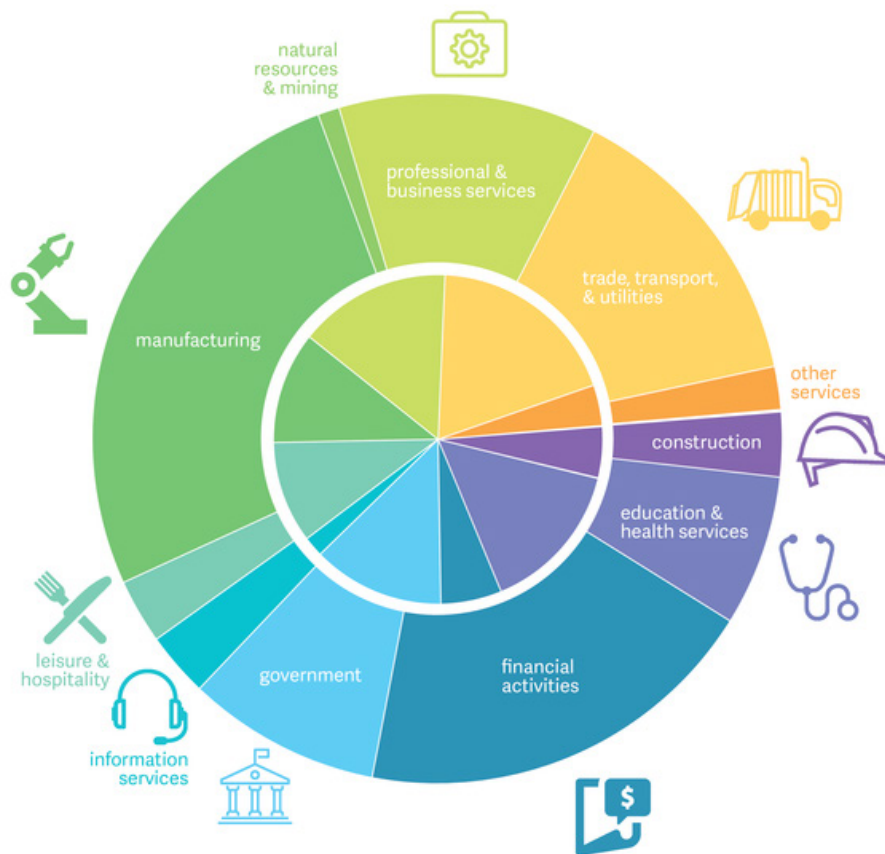 natural
resources
& mining
professional &
business services
trade, transport,
& utilities
manufacturing
other
services
construction
education &
health services
leisure &
hospitality
government
financial
activities
information
services
$